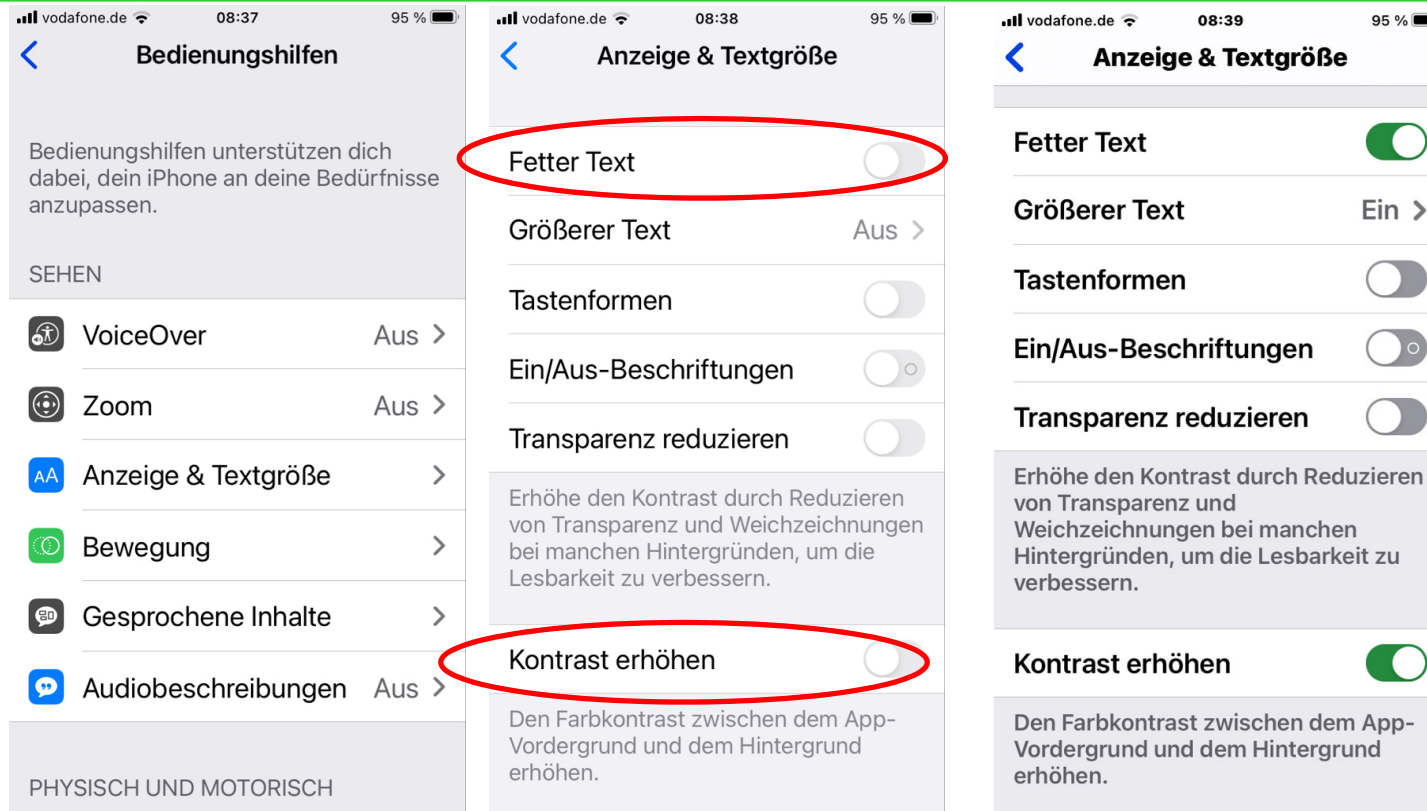 vodafone.de 08:37 95 %
Bedienungshilfen
Bedienungshilfen unterstützen dich
dabei, dein iPhone an deine Bedürfnisse
anzupassen.
SEHEN
VoiceOver Aus
Zoom Aus
AA Anzeige & Textgröße
Bewegung
Gesprochene Inhalte
Audiobeschreibungen Aus
PHYSISCH UND MOTORISCH
vodafone.de 08:38 95 %
Anzeige & Textgröße
Fetter Text
Größerer Text Aus
Tastenformen
Ein/Aus-Beschriftungen
Transparenz reduzieren
Erhöhe den Kontrast durch Reduzieren
von Transparenz und Weichzeichnungen
bei manchen Hintergründen, um die
Lesbarkeit zu verbessern.
Kontrast erhöhen
Den Farbkontrast zwischen dem App-
Vordergrund und dem Hintergrund
erhöhen.
vodafone.de 08:39 95 %
Anzeige & Textgröße
Fetter Text
Größerer Text Ein
Tastenformen
Ein/Aus-Beschriftungen
Transparenz reduzieren
Erhöhe den Kontrast durch Reduzieren
von Transparenz und
Weichzeichnungen bei manchen
Hintergründen, um die Lesbarkeit zu
verbessern.
Kontrast erhöhen
Den Farbkontrast zwischen dem App-
Vordergrund und dem Hintergrund
erhöhen.